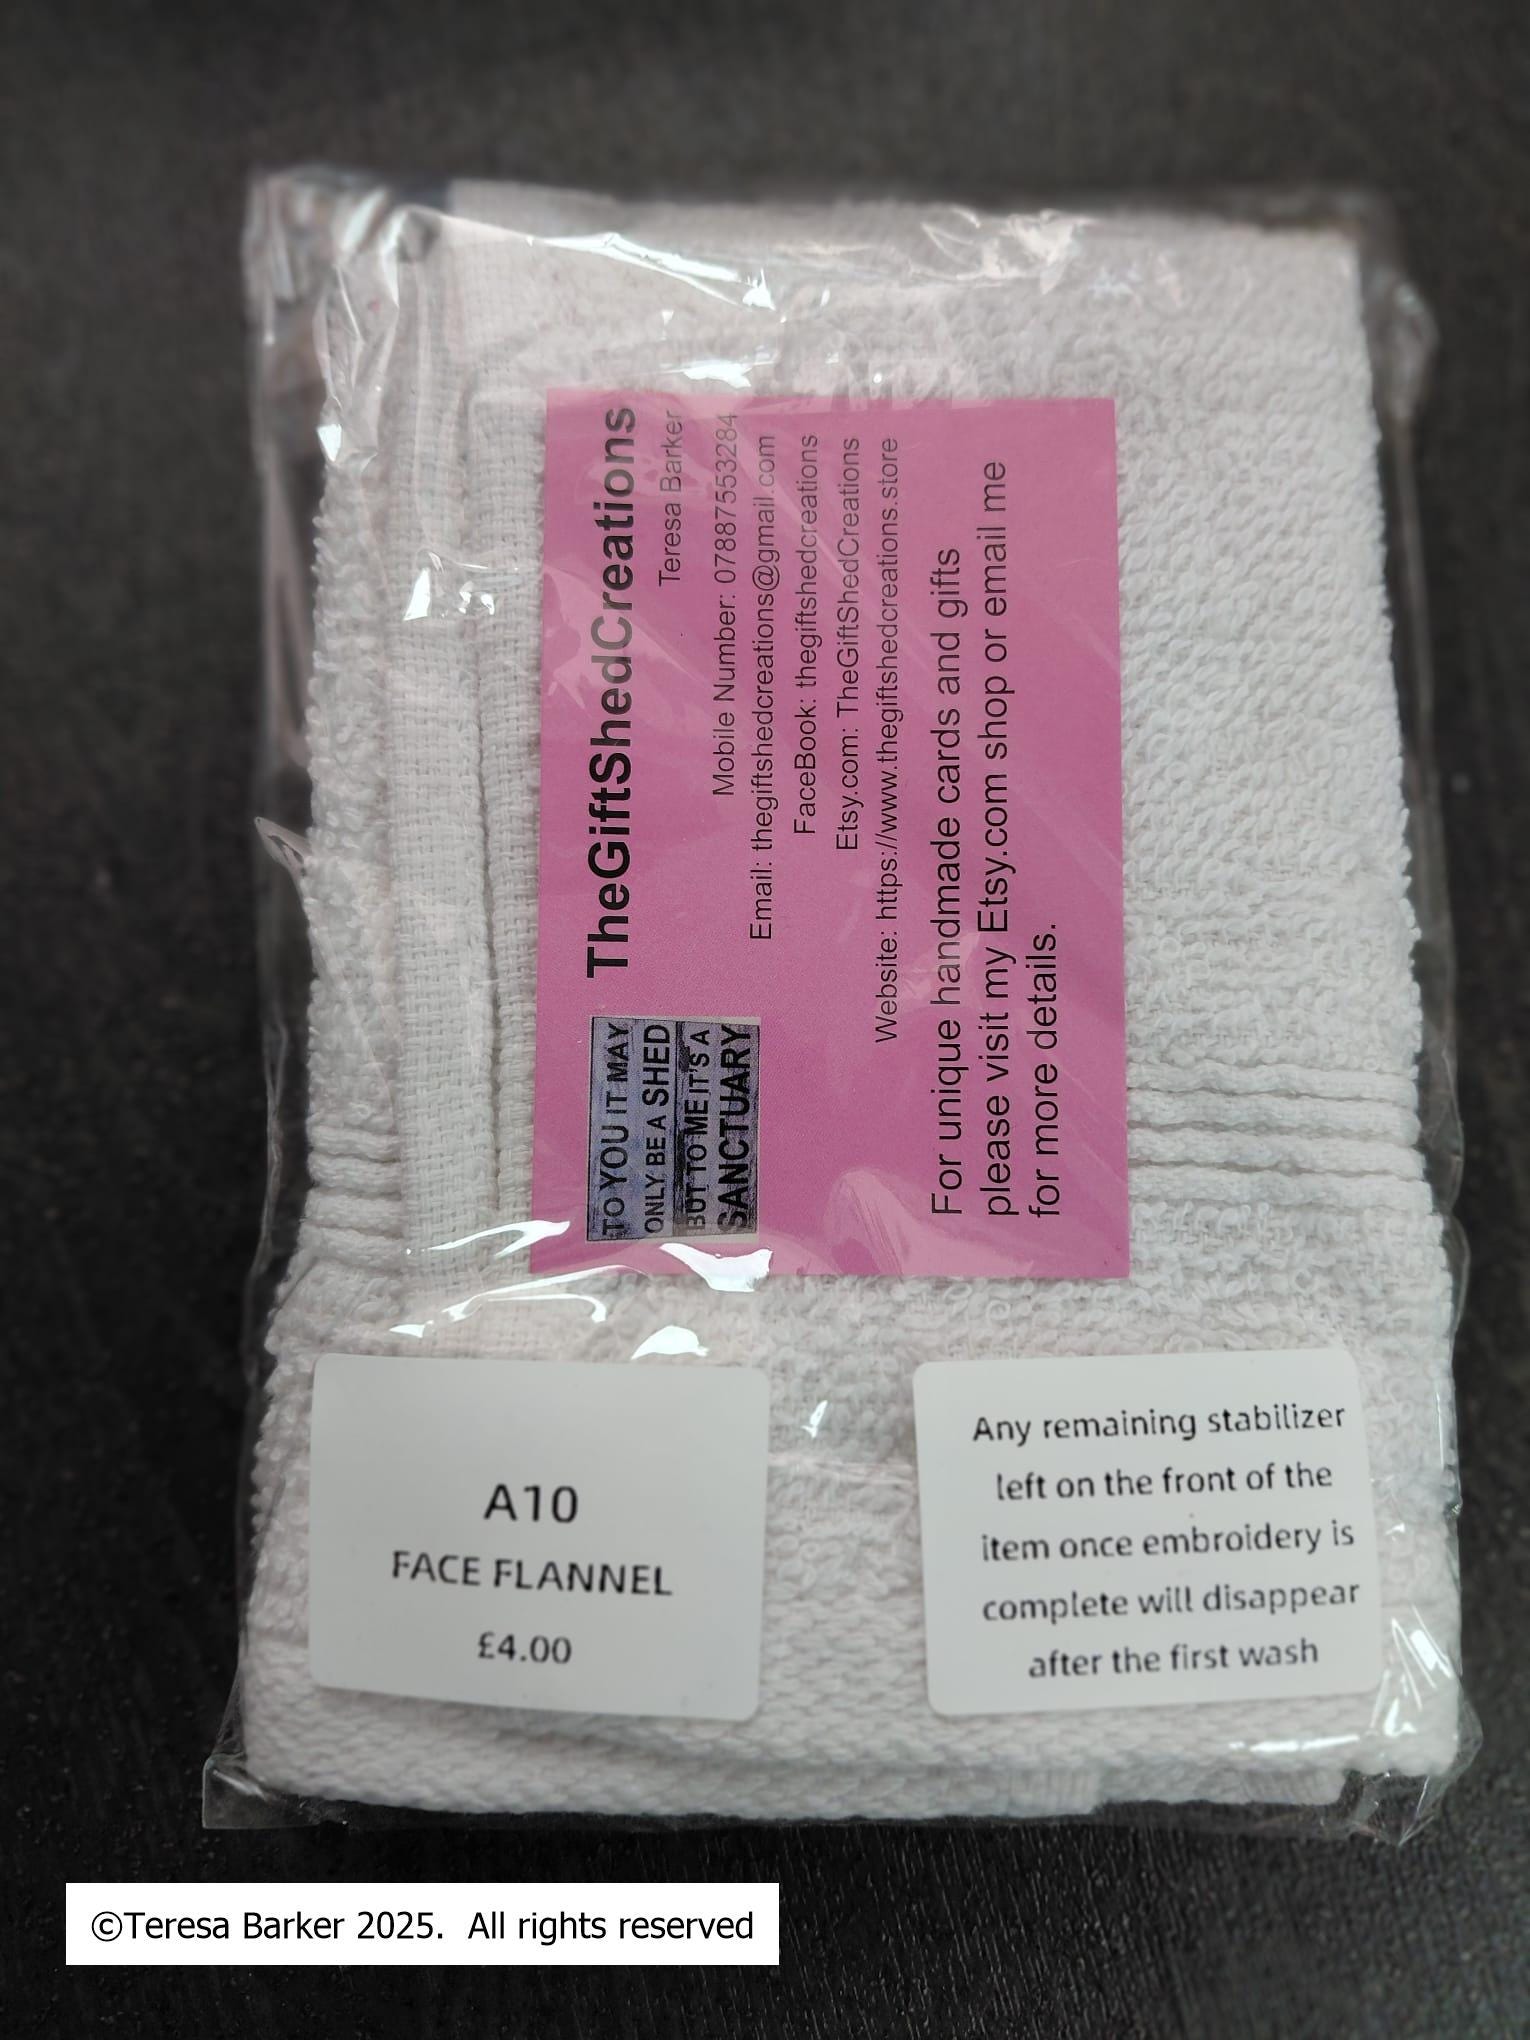 TheGiftShedCreations
Teresa Barker
Mobile Number: 07887553284
Email: thegiftshedcreations@gmail.com
FaceBook: thegiftshedcreations
Etsy.com: TheGiftShedCreations
Website: https://www.thegiftshedcreations.store
TO YOU IT MAY
ONLY BE A SHED
BUT TO ME IT'S A
SANCTUARY
For unique handmade cards and gifts
please visit my Etsy.com shop or email me
for more details.
A10
FACE FLANNEL
£4.00
Any remaining stabilizer
left on the front of the
item once embroidery is
complete will disappear
after the first wash
©Teresa Barker 2025. All rights reserved